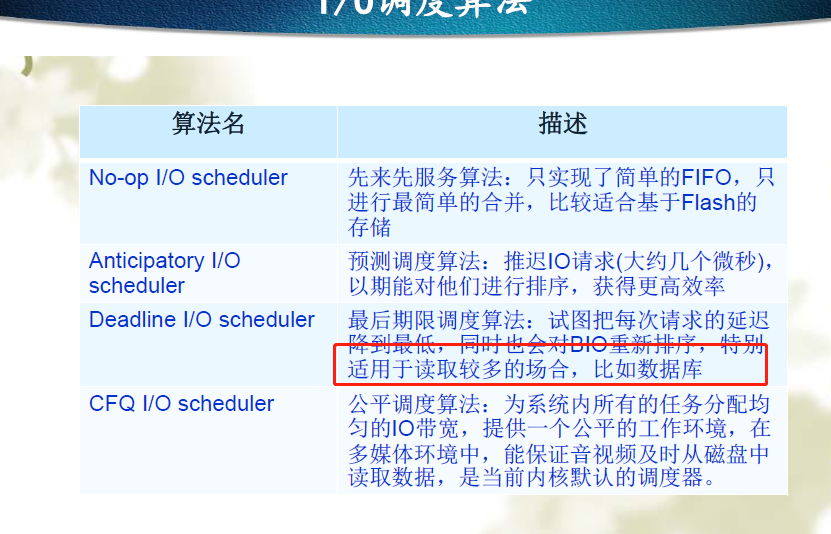 I/O调度算法
算法名 描述
No-op I/O scheduler
先来先服务算法：只实现了简单的FIFO，只
进行最简单的合并，比较适合基于Flash的
存储
Anticipatory I/O
scheduler
预测调度算法：推迟IO请求(大约几个微秒)，
以期能对他们进行排序，获得更高效率
Deadline I/O scheduler
最后期限调度算法：试图把每次请求的延迟
降到最低，同时也会对BIO重新排序，特别
适用于读取较多的场合，比如数据库
CFQ I/O scheduler
公平调度算法：为系统内所有的任务分配均
匀的IO带宽，提供一个公平的工作环境，在
多媒体环境中，能保证音视频及时从磁盘中
读取数据，是当前内核默认的调度器。